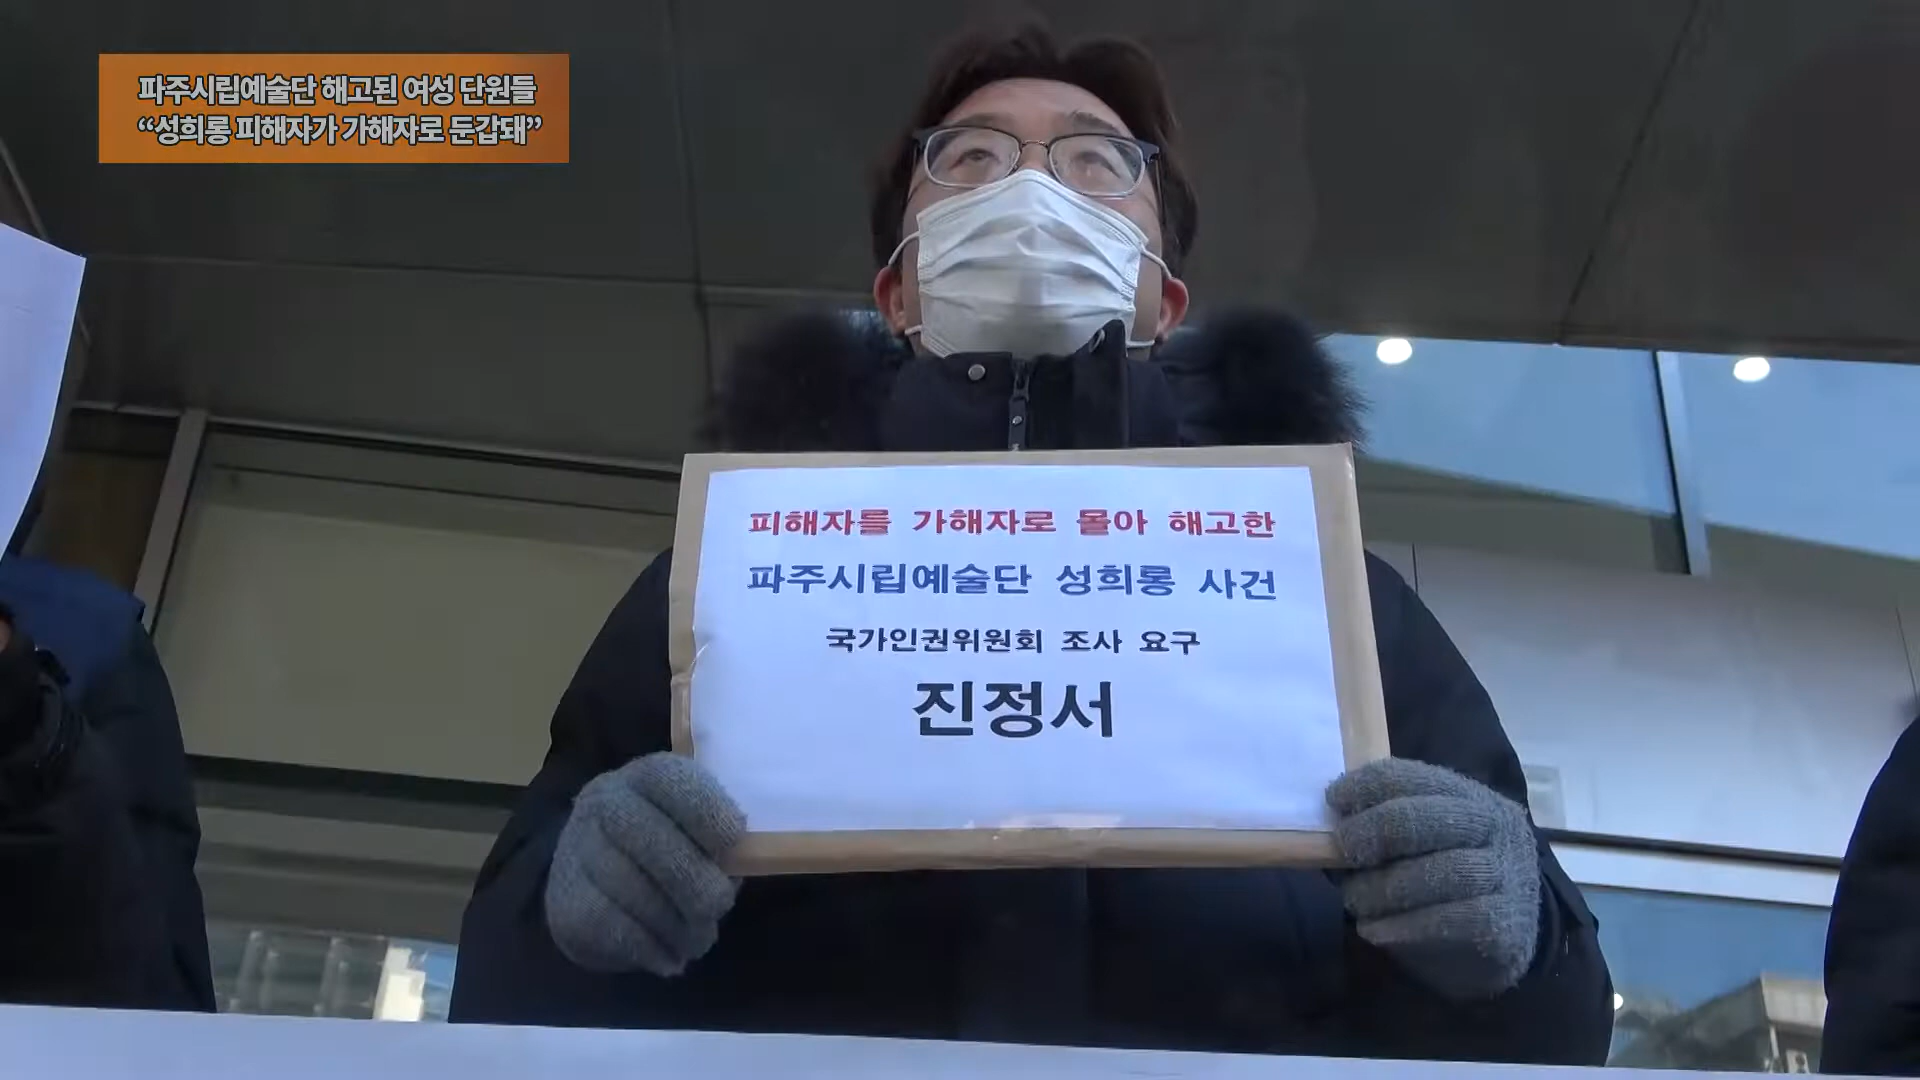 파주시립예술단 해고된 여성 단원들
“성희롱 피해자가 가해자로 둔갑돼”
피해자를 가해자로 몰아 해고한
파주시립예술단 성희롱 사건
국가인권위원회 조사 요구
진정서